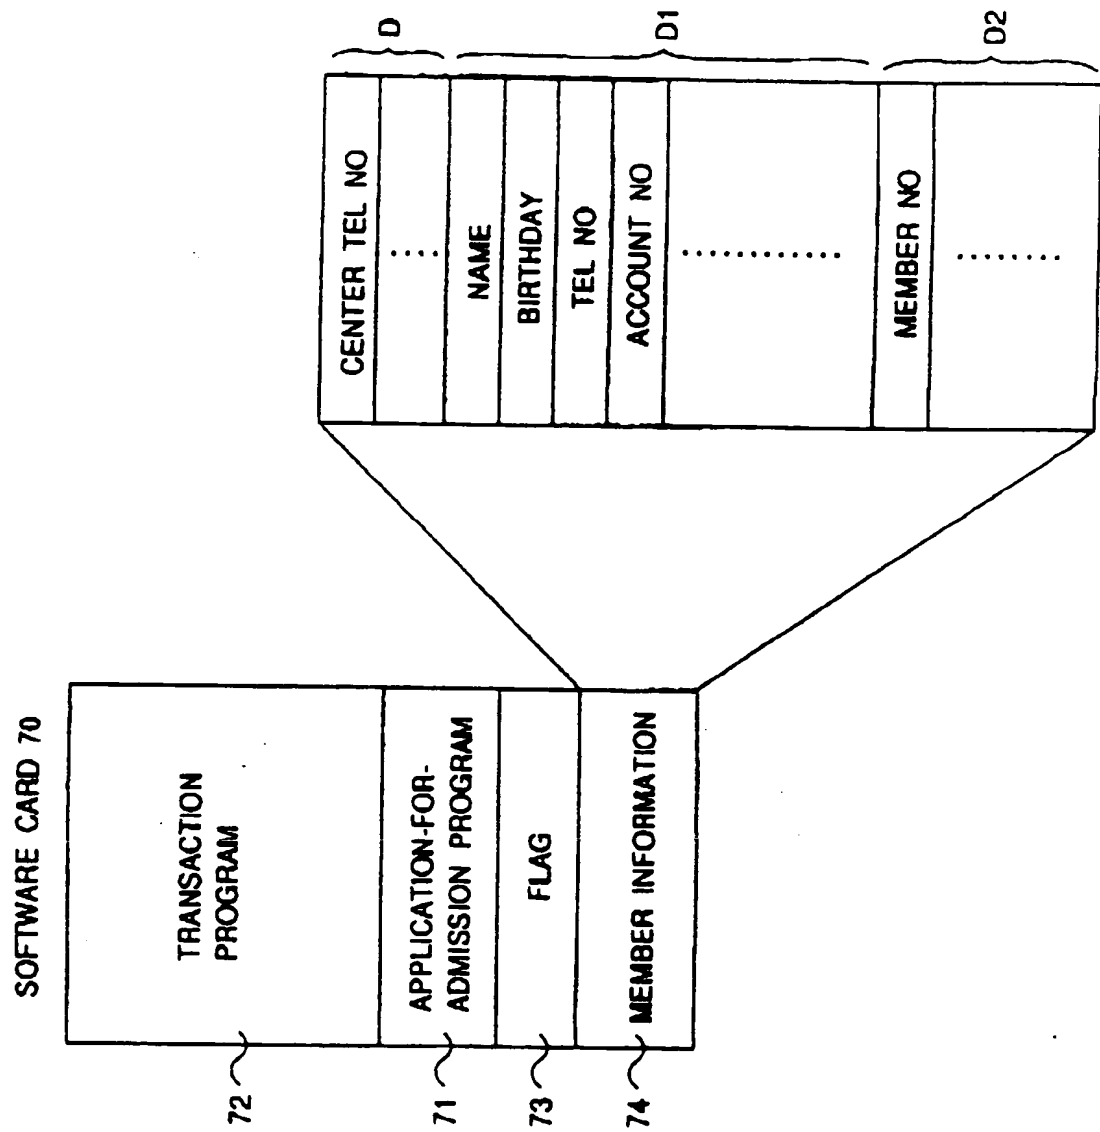 SOFTWARE CARD 70
TRANSACTION
PROGRAM
72
APPLICATION-FOR-
ADMISSION PROGRAM
71
FLAG
73
MEMBER INFORMATION
74
CENTER TEL NO
.....
D
NAME
BIRTHDAY
TEL NO
ACCOUNT NO
............
D1
MEMBER NO
........
D2